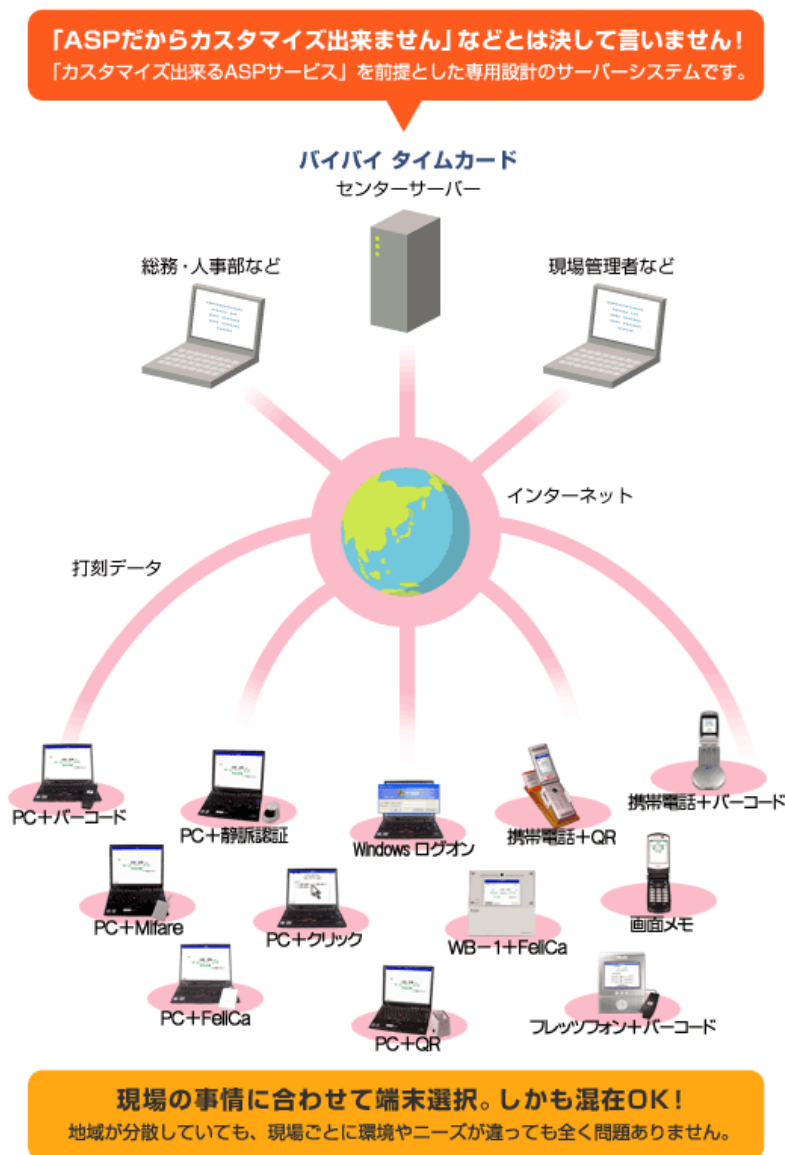 「ASPだからカスタマイズ出来ません」などとは決して言いません！
「カスタマイズ出来るASPサービス」を前提とした専用設計のサーバーシステムです。
バイバイ タイムカード
センターサーバー
総務・人事部など
現場管理者など
インターネット
打刻データ
PC＋バーコード
PC＋静脈認証
Windows ログオン
携帯電話＋QR
携帯電話＋バーコード
PC＋Mifare
PC＋クリック
WB－1＋FeliCa
画面メモ
PC＋FeliCa
PC＋QR
フレッツフォン＋バーコード
現場の事情に合わせて端末選択。しかも混在OK！
地域が分散していても、現場ごとに環境やニーズが違っても全く問題ありません。